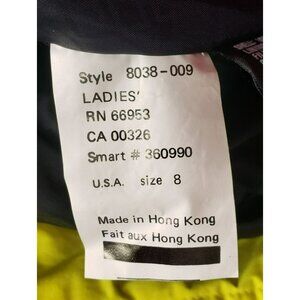 Style 8038-009
LADIES'
RN 66953
CA 00326
Smart # 360990
U.S.A. size 8
Made in Hong Kong
Fait aux Hong Kong